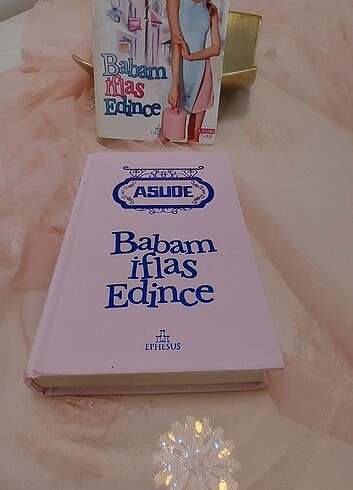 Babam
iflas
Edince
ASUDE
Babam
iflas
Edince
EPHESUS